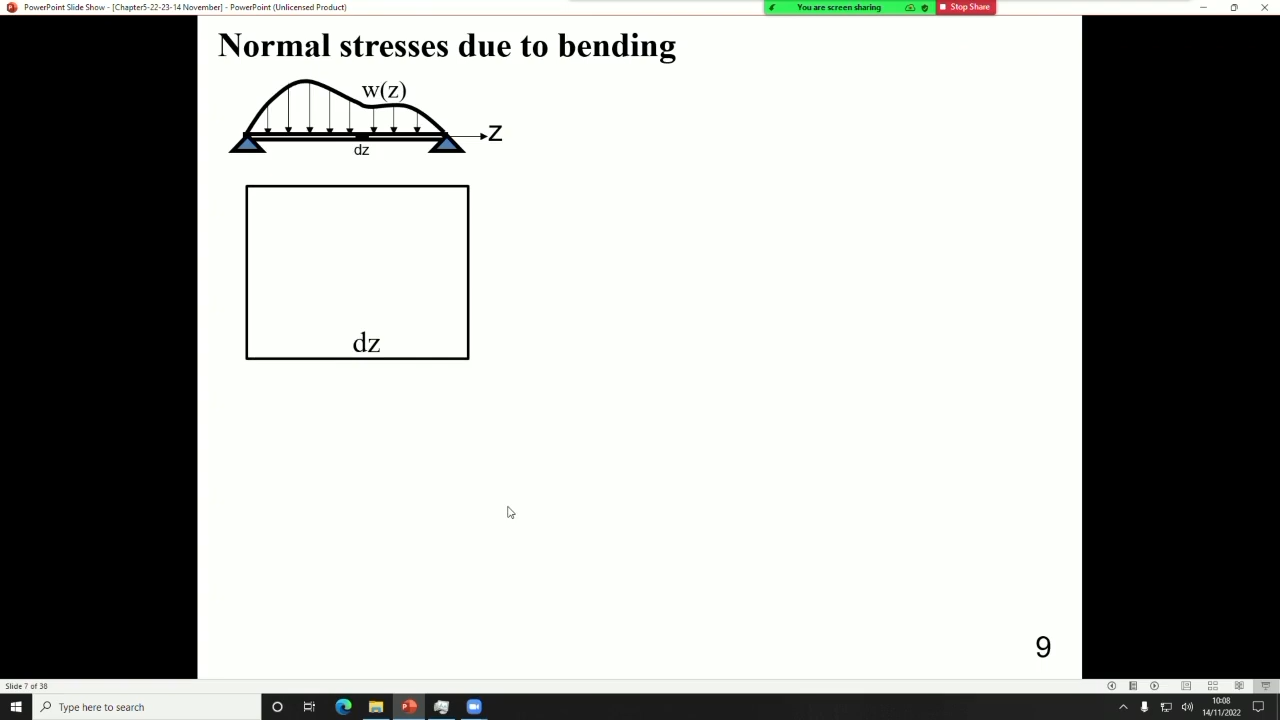 PowerPoint Slide Show - [Chapter5-22-23-14 November] - PowerPoint (Unlicensed Product)
You are screen sharing
Stop Share
Normal stresses due to bending
w(z)
z
dz
dz
9
Slide 7 of 38
Type here to search
10:08
14/11/2022